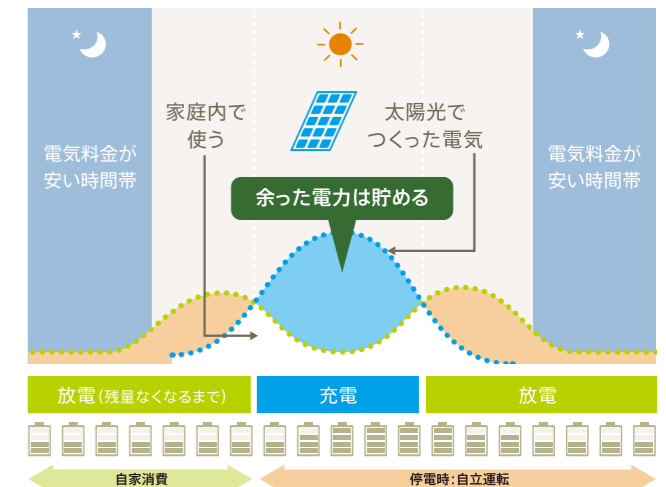 電気料金が
安い時間帯
家庭内で
使う
太陽光で
つくった電気
電気料金が
安い時間帯
余った電力は貯める
放電(残量なくなるまで)
充電
放電
自家消費
停電時:自立運転